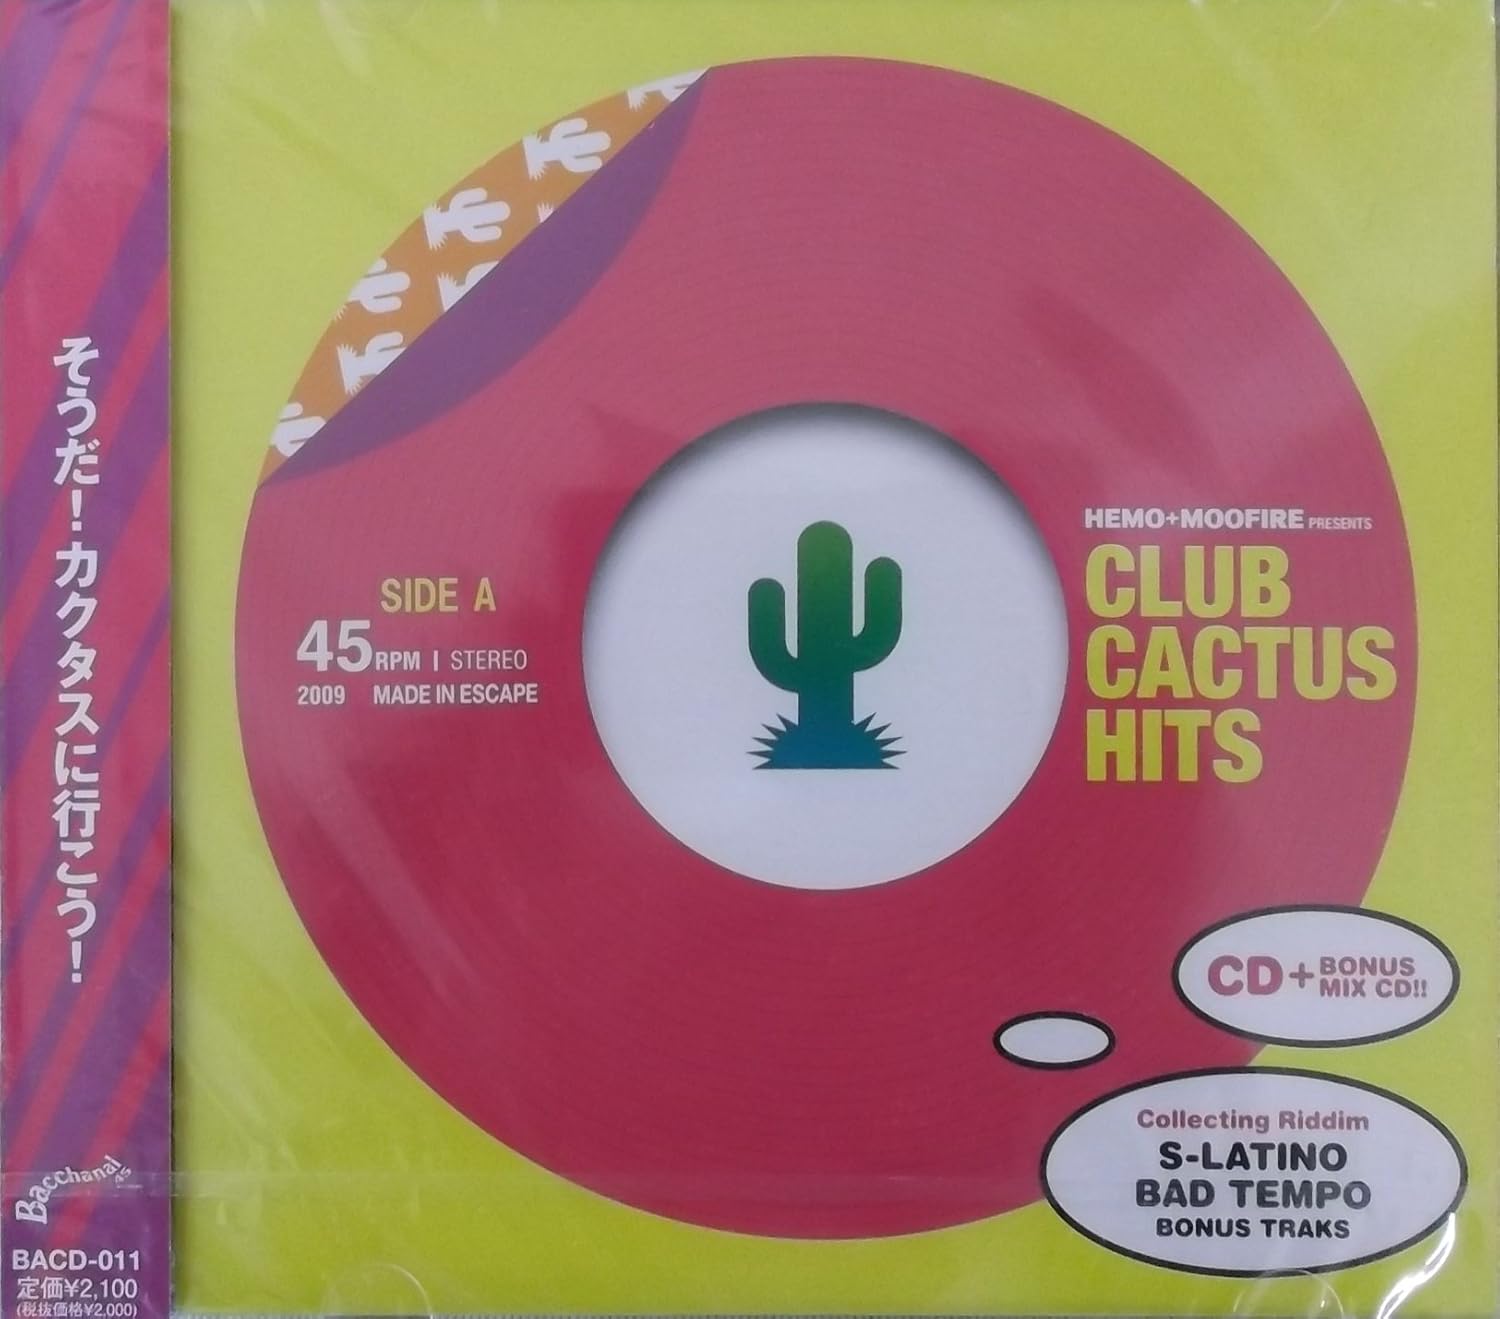 そうだ！カクタスに行こう！
Bacchanal 45
BACD-011
定価¥2,100
(税抜価格¥2,000)
SIDE A
45RPM | STEREO
2009 MADE IN ESCAPE
HEMO+MOOFIRE PRESENTS
CLUB
CACTUS
HITS
CD+BONUS
MIX CD!!
Collecting Riddim
S-LATINO
BAD TEMPO
BONUS TRAKS